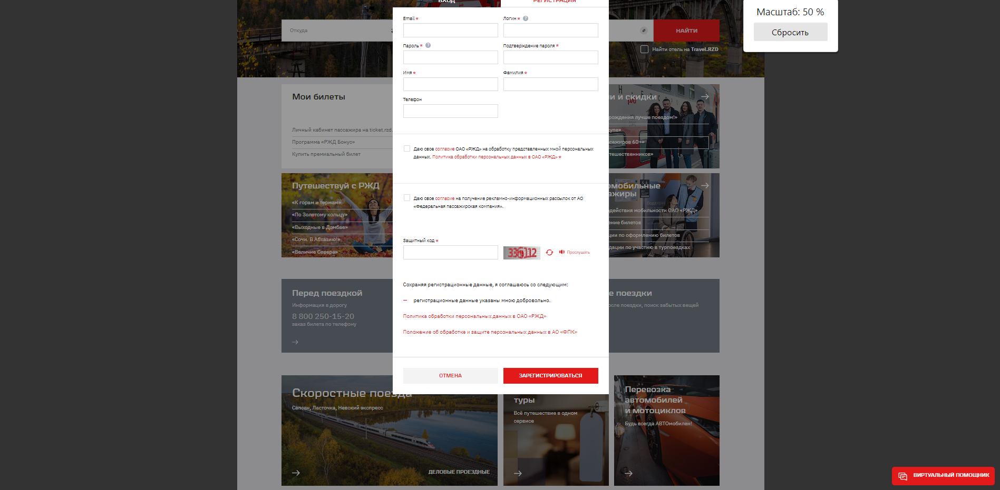 ВХОД
РЕГИСТРАЦИЯ
Масштаб: 50 %
Сбросить
Email *
Логин * ?
Откуда
НАЙТИ
Пароль * ?
Подтверждение пароля *
Найти отель на Travel.RZD
Имя *
Фамилия *
Мои билеты
и и скидки
Телефон
рождения лучше поездом!»
Личный кабинет пассажира на ticket.rzd.
купе»
Программа «РЖД Бонус»
ссажиров 60+»
Купить премиальный билет
тешественников»
Даю свое согласие ОАО «РЖД» на обработку представленных мной персональных
данных. Политика обработки персональных данных в ОАО «РЖД» *
Путешествуй с РЖД
омобильные
ажиры
«К горам и термам»
«По Золотому кольцу»
«Выходные в Домбае»
«Сочи. В Абхазию!»
«Величие Севера»
действия мобильности ОАО «РЖД»
ение билетов
ции по оформлению билетов
дации по участию в турпоездках
Даю свое согласие на получение рекламно-информационных рассылок от АО
«Федеральная пассажирская компания».
Защитный код *
Прослушать
Сохраняя регистрационные данные, я соглашаюсь со следующим:
— регистрационные данные указаны мною добровольно.
Политика обработки персональных данных в ОАО «РЖД»
Положение об обработке и защите персональных данных в АО «ФПК»
Перед поездкой
Информация в дорогу
8 800 250-15-20
заказ билета по телефону
е поездки
осле поездки, поиск забытых вещей
ОТМЕНА
ЗАРЕГИСТРИРОВАТЬСЯ
Скоростные поезда
Сапсан, Ласточка, Невский экспресс
ДЕЛОВЫЕ ПРОЕЗДНЫЕ
туры
Всё путешествие в одном
сервисе
Перевозка
автомобилей
и мотоциклов
Будь всегда АВТОмобилен!
ВИРТУАЛЬНЫЙ ПОМОЩНИК